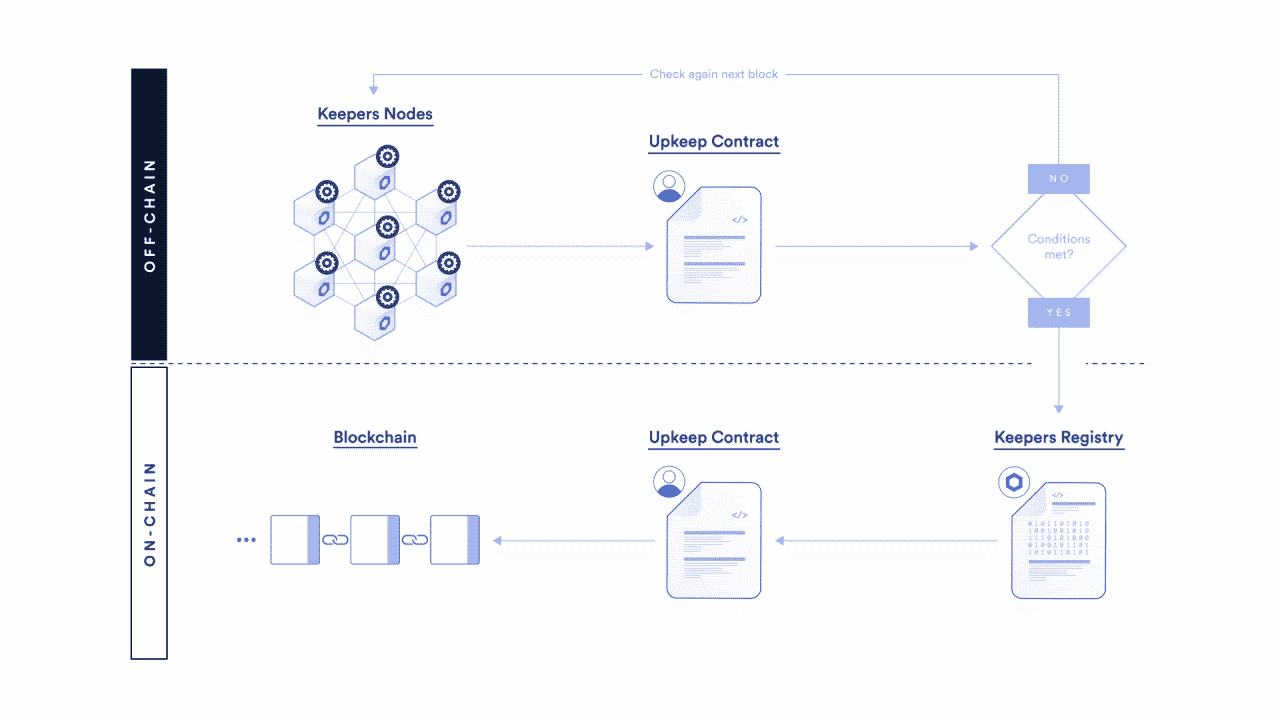 Check again next block
Keepers Nodes
Upkeep Contract
OFF-CHAIN
NO
</>
Conditions
met?
YES
Blockchain
Upkeep Contract
Keepers Registry
ON-CHAIN
</>
</>